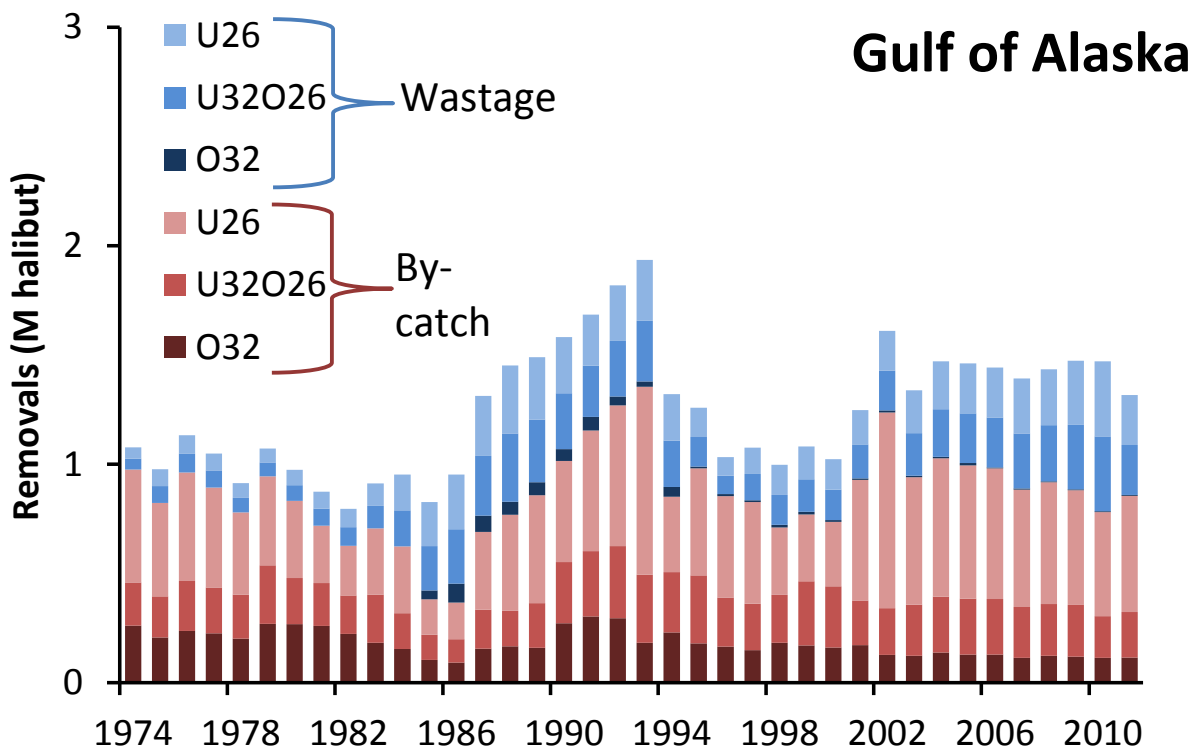 Gulf of Alaska
Removals (M halibut)
3
2
1
0
U26
U32O26
O32
Wastage
U26
U32O26
O32
By-
catch
1974 1978 1982 1986 1990 1994 1998 2002 2006 2010